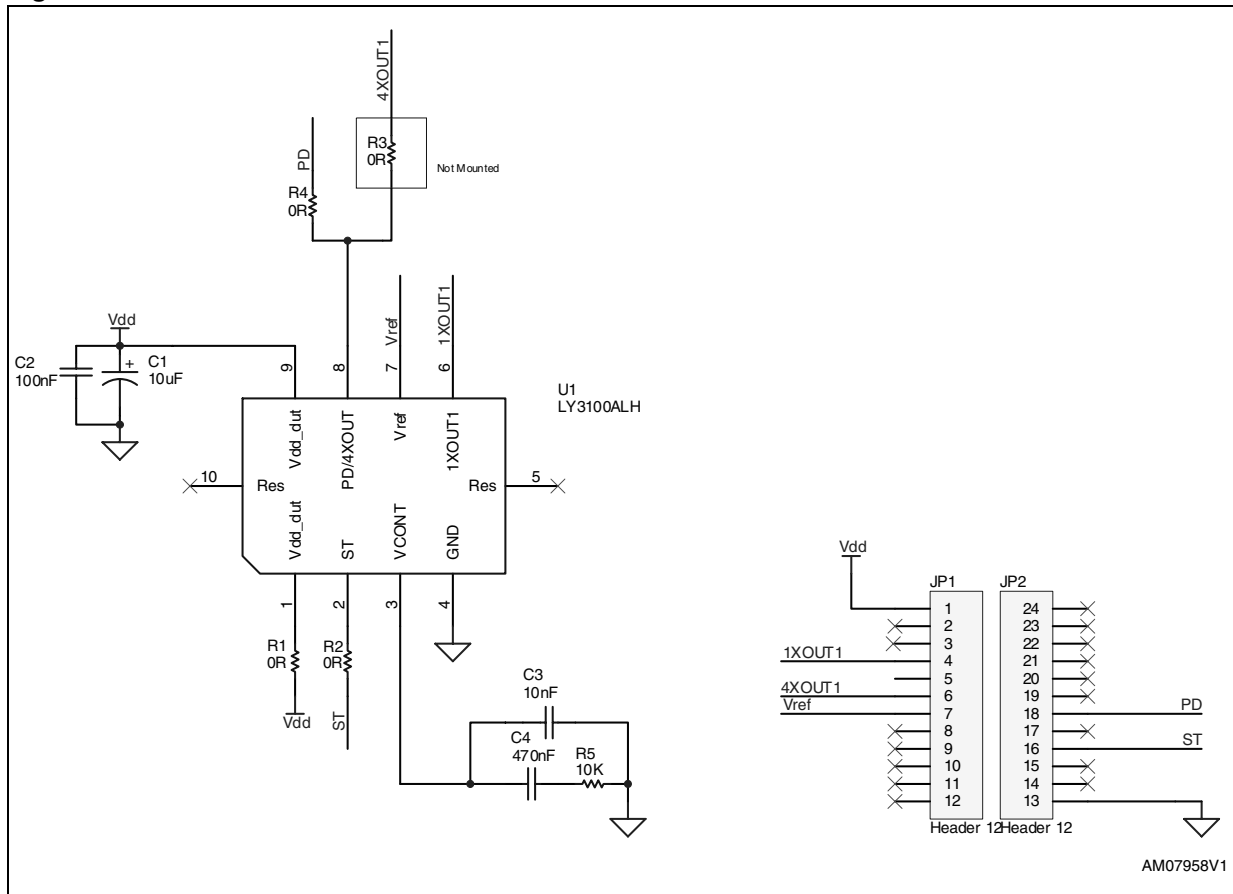 4XOUT1
R3
0R
Not Mounted
PD
R4
0R
Vref
1XOUT1
Vdd
C2
100nF
+
C1
10uF
9
8
7
6
U1
LY3100ALH
Vdd_dut
PD/4XOUT
Vref
1XOUT1
10
Res
Res
5
Vdd_dut
ST
VCONT
GND
1
2
3
4
R1
0R
R2
0R
Vdd
ST
C3
10nF
C4
470nF
R5
10K
Vdd
JP1
JP2
1
2
3
4
5
6
7
8
9
10
11
12
24
23
22
21
20
19
18
17
16
15
14
13
1XOUT1
4XOUT1
Vref
PD
ST
Header 12
Header 12
AM07958V1